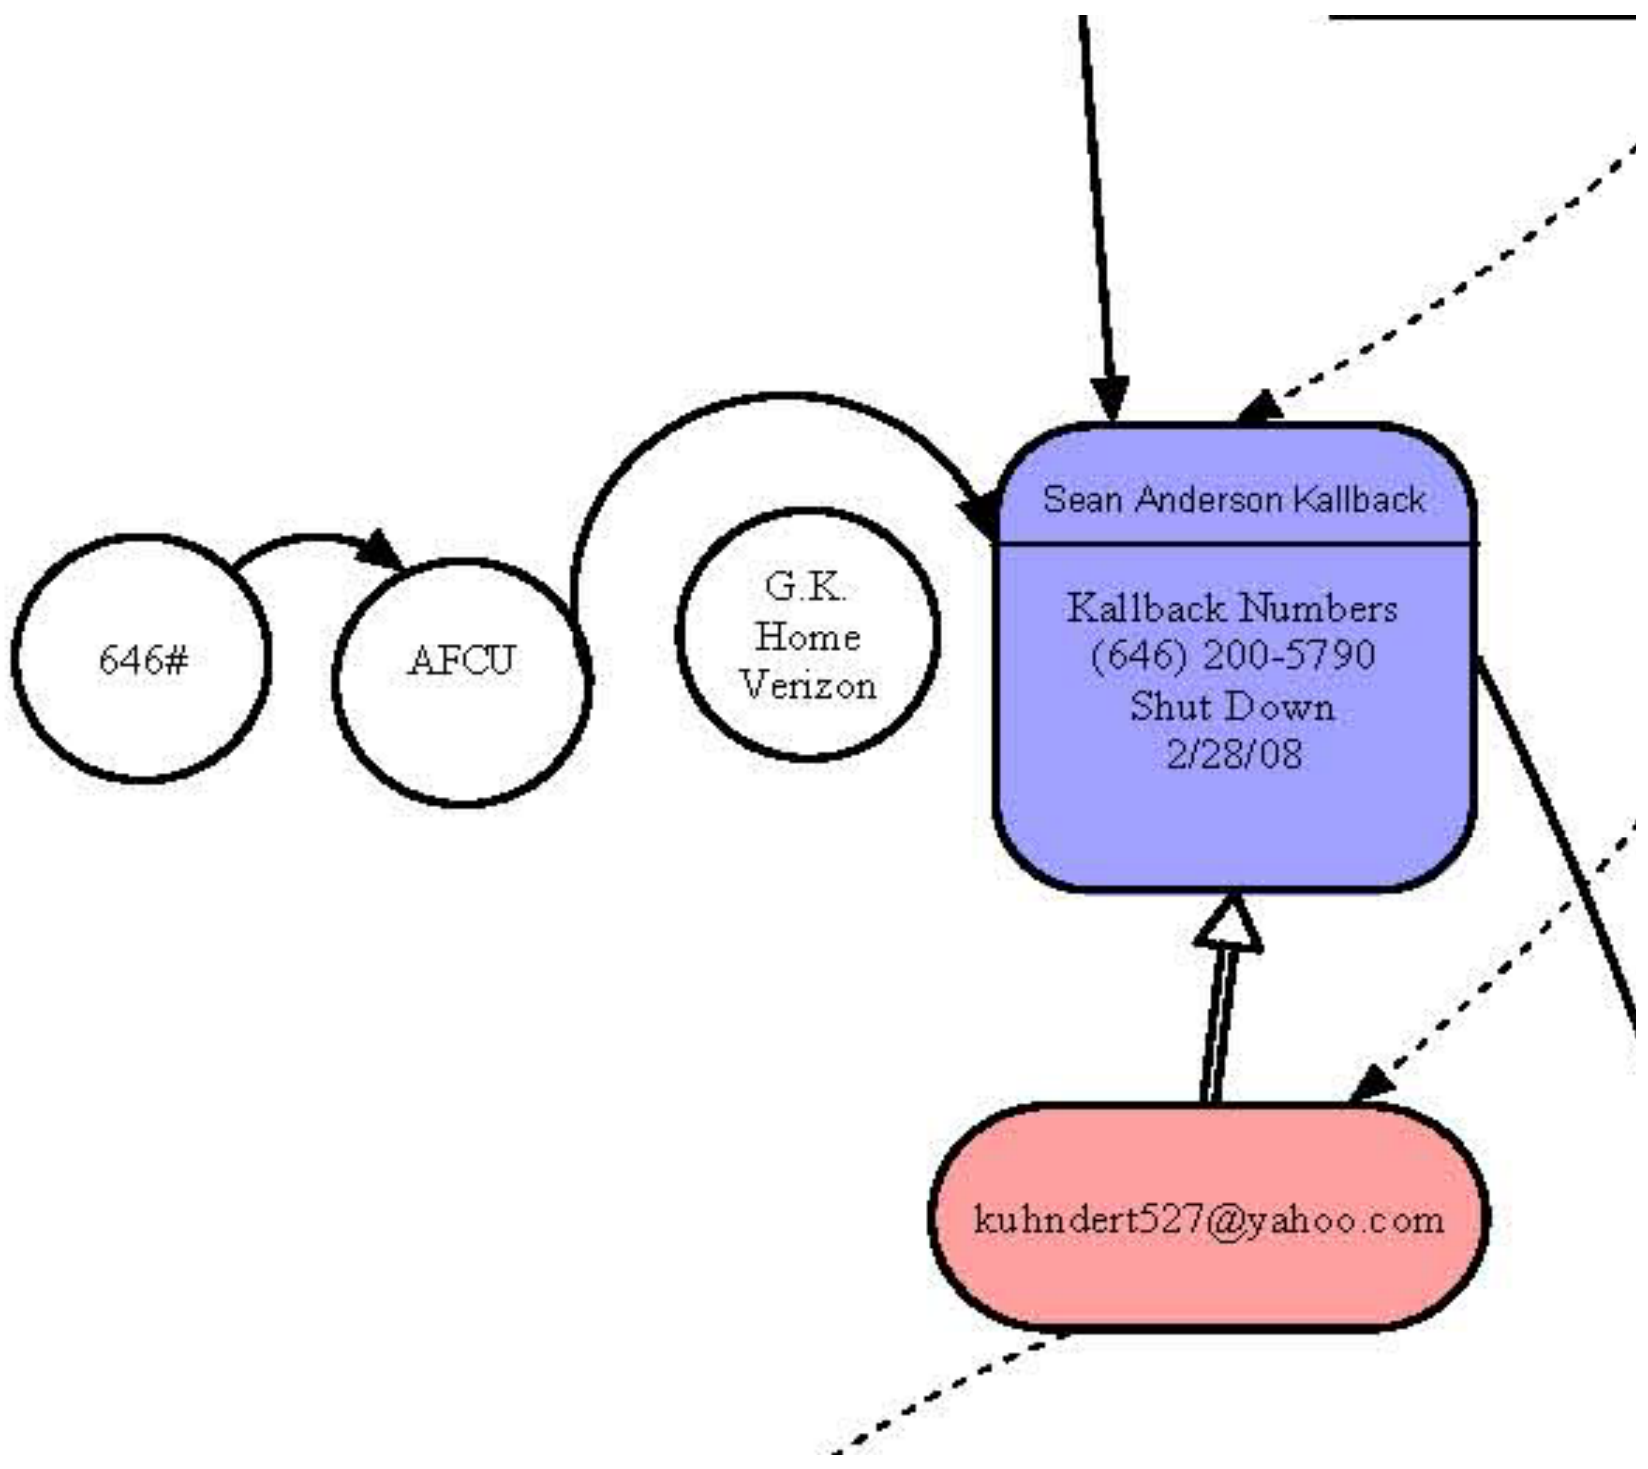 646#
AFCU
G.K.
Home
Verizon
Sean Anderson Kallback
Kallback Numbers
(646) 200-5790
Shut Down
2/28/08
kuhndert527@yahoo.com